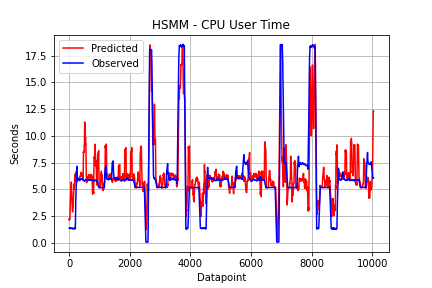 HSMM - CPU User Time
Predicted
Observed
17.5
15.0
12.5
10.0
7.5
5.0
2.5
0.0
Seconds
0 2000 4000 6000 8000 10000
Datapoint